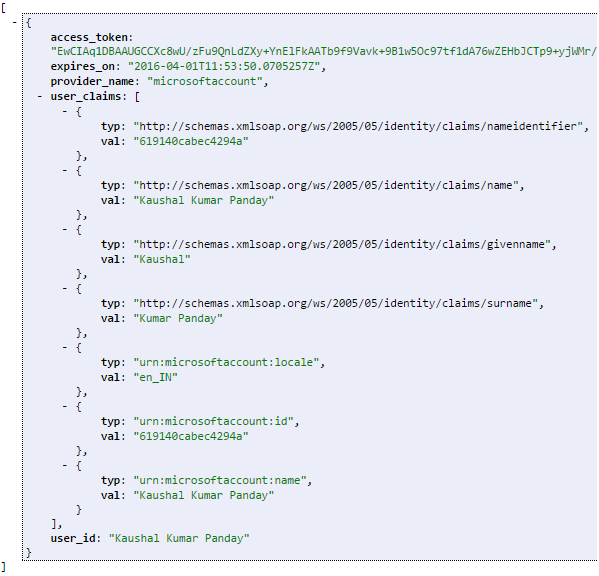 [
- {
access_token:
"EwCIAq1DBAAUGCCXc8wU/zFu9QnLdZXy+YnElFkAATb9f9Vavk+9B1w5Oc97tf1dA76wZEHbJCTp9+yjWMr/
expires_on: "2016-04-01T11:53:50.0705257Z",
provider_name: "microsoftaccount",
- user_claims: [
- {
typ: "http://schemas.xmlsoap.org/ws/2005/05/identity/claims/nameidentifier",
val: "619140cabec4294a"
},
- {
typ: "http://schemas.xmlsoap.org/ws/2005/05/identity/claims/name",
val: "Kaushal Kumar Panday"
},
- {
typ: "http://schemas.xmlsoap.org/ws/2005/05/identity/claims/givenname",
val: "Kaushal"
},
- {
typ: "http://schemas.xmlsoap.org/ws/2005/05/identity/claims/surname",
val: "Kumar Panday"
},
- {
typ: "urn:microsoftaccount:locale",
val: "en_IN"
},
- {
typ: "urn:microsoftaccount:id",
val: "619140cabec4294a"
},
- {
typ: "urn:microsoftaccount:name",
val: "Kaushal Kumar Panday"
}
],
user_id: "Kaushal Kumar Panday"
}
]